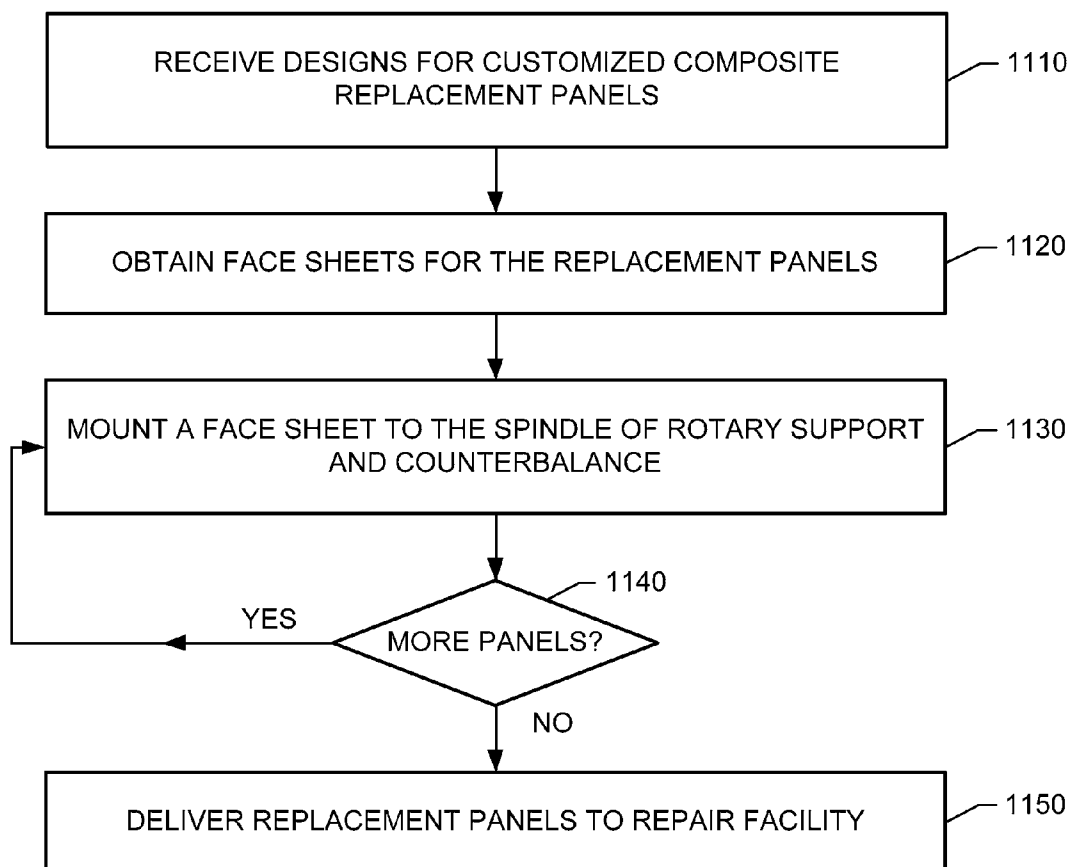 RECEIVE DESIGNS FOR CUSTOMIZED COMPOSITE
REPLACEMENT PANELS
1110
OBTAIN FACE SHEETS FOR THE REPLACEMENT PANELS
1120
MOUNT A FACE SHEET TO THE SPINDLE OF ROTARY SUPPORT
AND COUNTERBALANCE
1130
1140
YES
MORE PANELS?
NO
DELIVER REPLACEMENT PANELS TO REPAIR FACILITY
1150